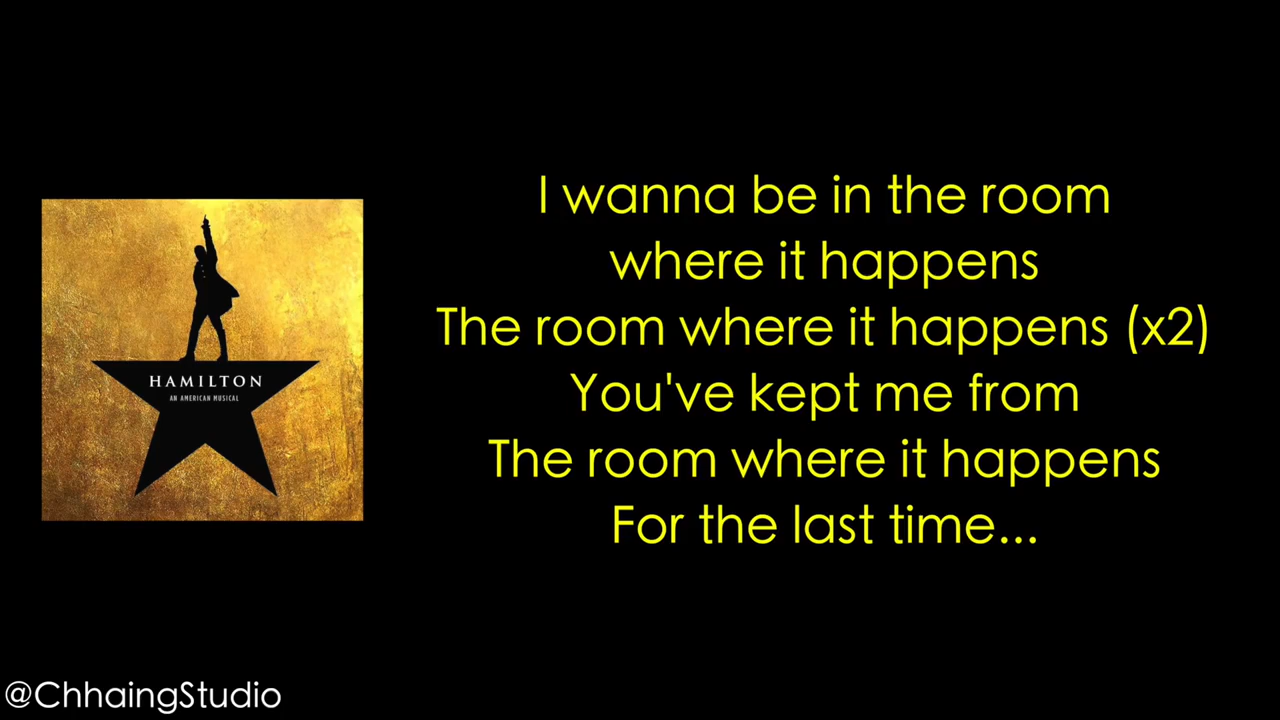 HAMILTON
AN AMERICAN MUSICAL
I wanna be in the room
where it happens
The room where it happens (x2)
You've kept me from
The room where it happens
For the last time...
@ChhaingStudio